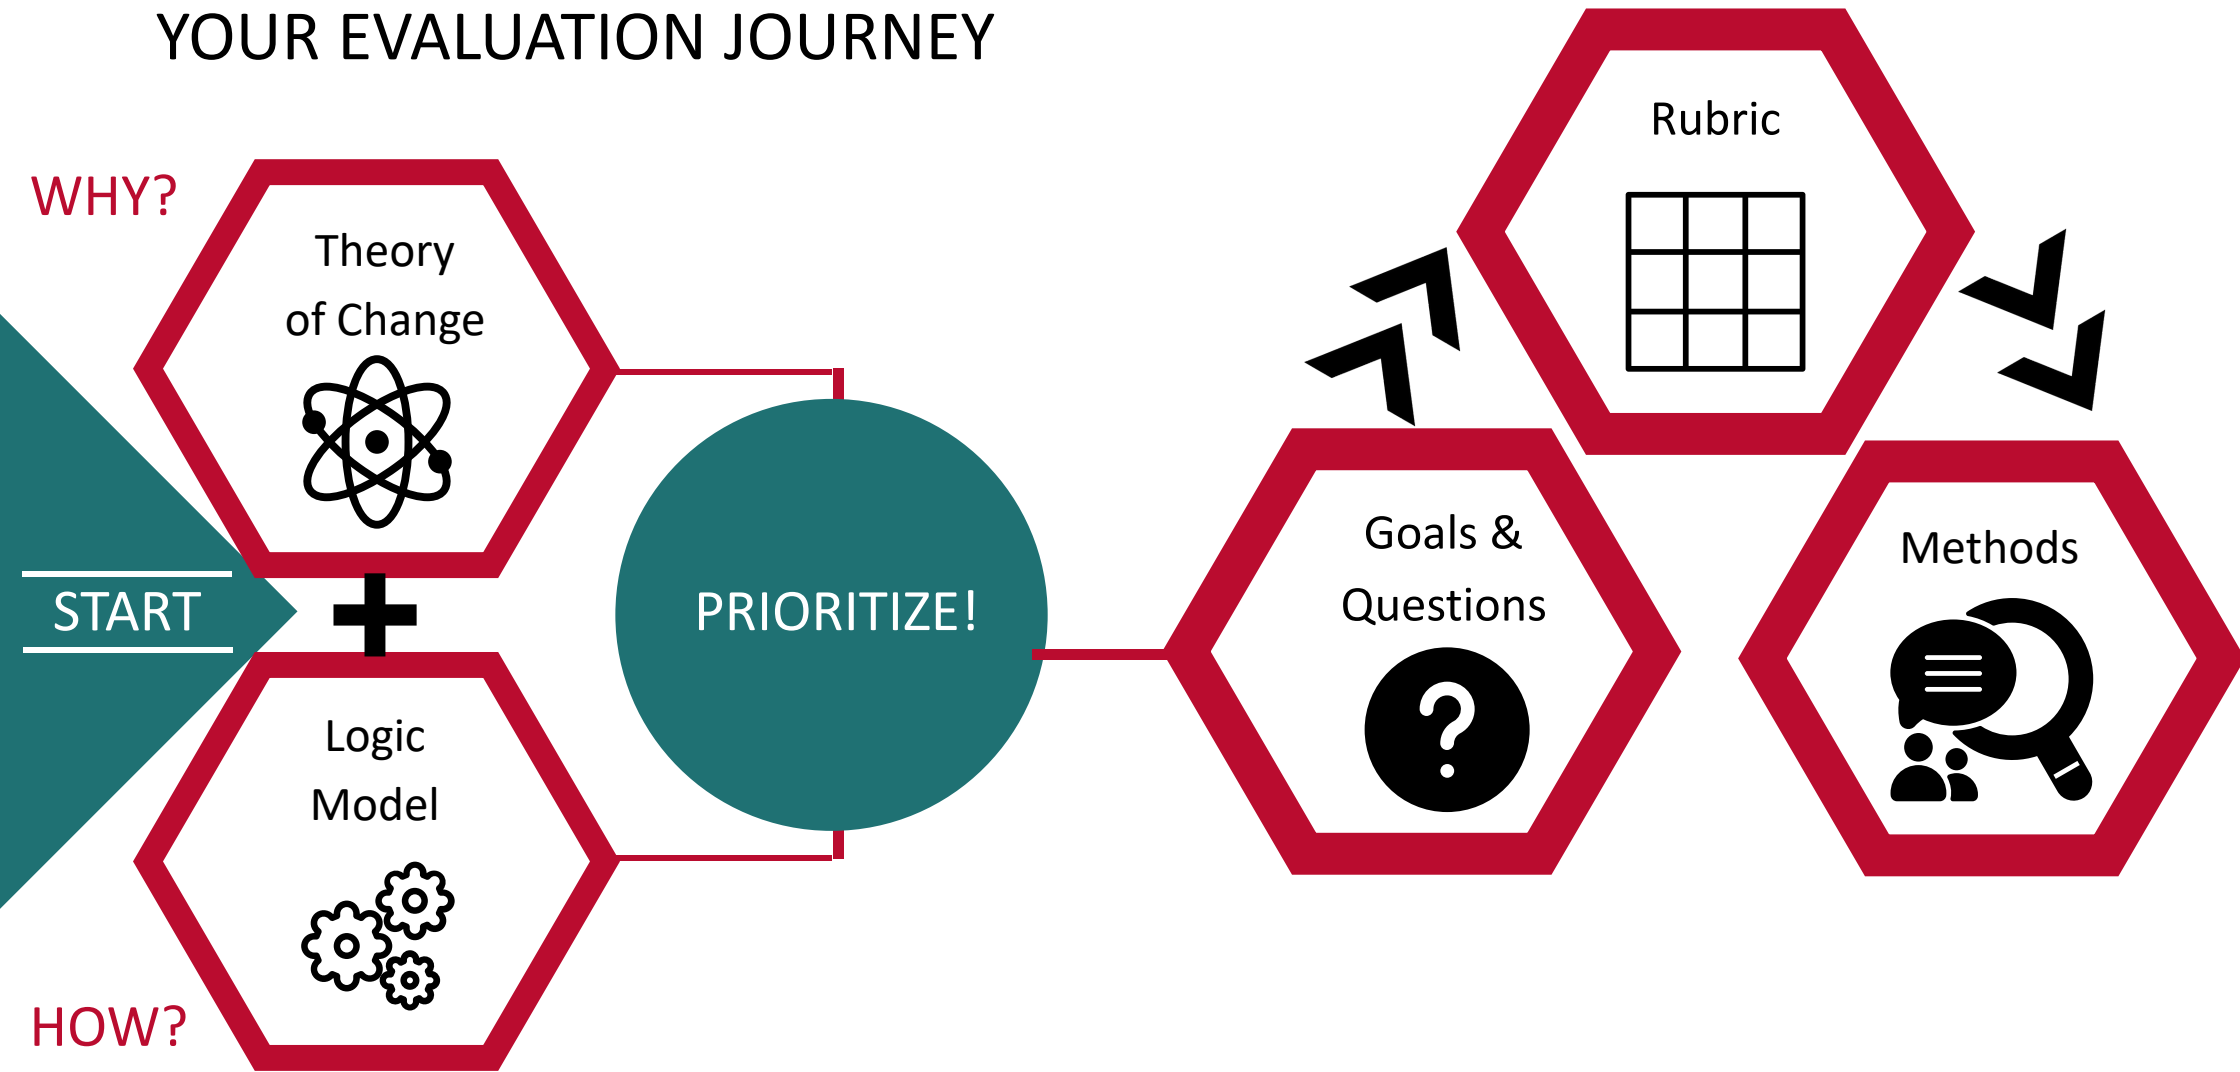 YOUR EVALUATION JOURNEY
WHY?
Theory
of Change
START
Logic
Model
HOW?
PRIORITIZE!
Goals &
Questions
?
Rubric
Methods